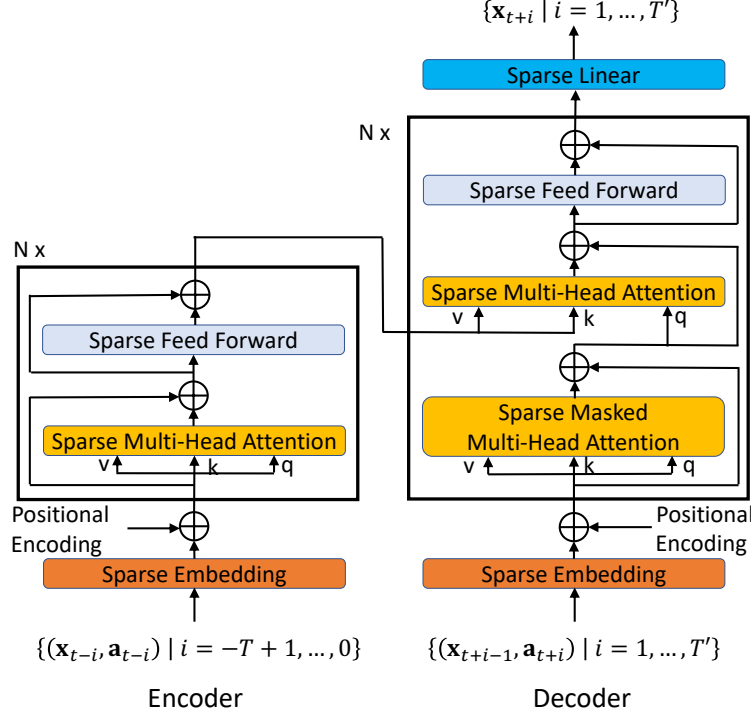 {x_{t+i} | i = 1, ..., T′}
Sparse Linear
N x
Sparse Feed Forward
Sparse Multi-Head Attention
v
k
q
Sparse Masked
Multi-Head Attention
v
k
q
Positional
Encoding
Sparse Embedding
{(x_{t+i−1}, a_{t+i}) | i = 1, ..., T′}
Decoder
N x
Sparse Feed Forward
Sparse Multi-Head Attention
v
k
q
Positional
Encoding
Sparse Embedding
{(x_{t−i}, a_{t−i}) | i = −T + 1, ..., 0}
Encoder